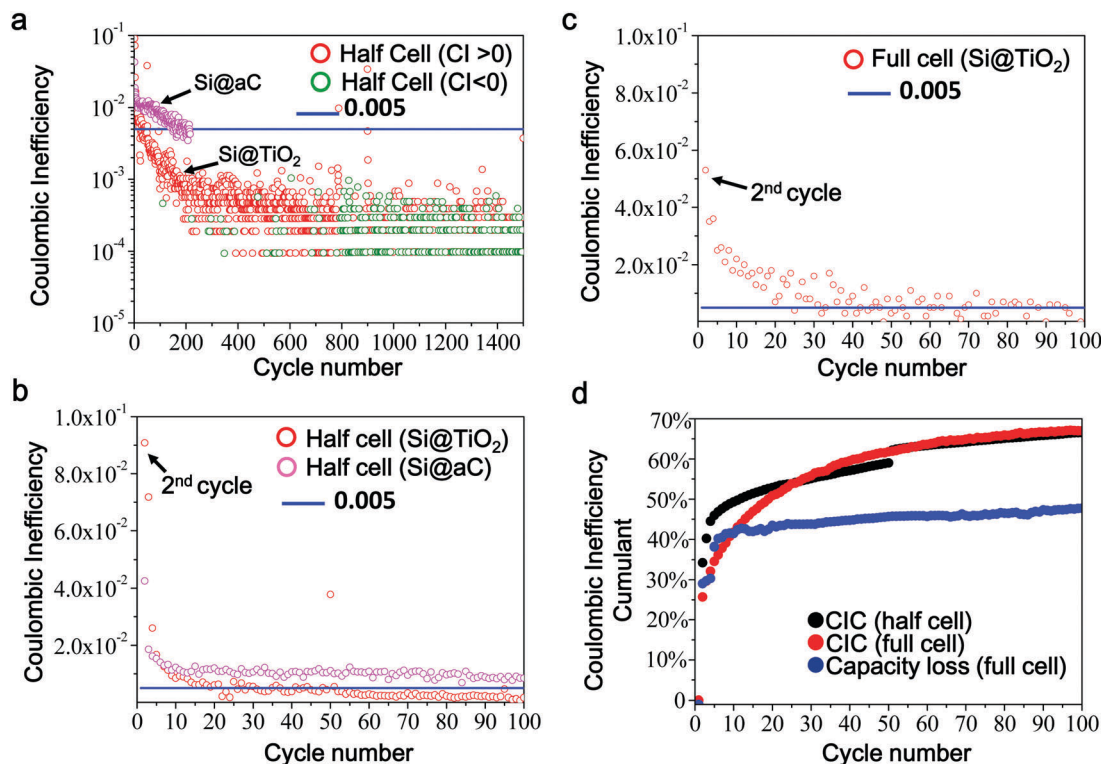 a
Coulombic Inefficiency
10⁻¹
10⁻²
10⁻³
10⁻⁴
10⁻⁵
Half Cell (CI >0)
Half Cell (CI<0)
0.005
Si@aC
Si@TiO₂
0 200 400 600 800 1000 1200 1400
Cycle number
c
Coulombic Inefficiency
1.0x10⁻¹
8.0x10⁻²
6.0x10⁻²
4.0x10⁻²
2.0x10⁻²
Full cell (Si@TiO₂)
0.005
2ⁿᵈ cycle
0 10 20 30 40 50 60 70 80 90 100
Cycle number
b
Coulombic Inefficiency
1.0x10⁻¹
8.0x10⁻²
6.0x10⁻²
4.0x10⁻²
2.0x10⁻²
Half cell (Si@TiO₂)
Half cell (Si@aC)
0.005
2ⁿᵈ cycle
0 10 20 30 40 50 60 70 80 90 100
Cycle number
d
Coulombic Inefficiency
Cumulant
70%
60%
50%
40%
30%
20%
10%
0
CIC (half cell)
CIC (full cell)
Capacity loss (full cell)
0 10 20 30 40 50 60 70 80 90 100
Cycle number